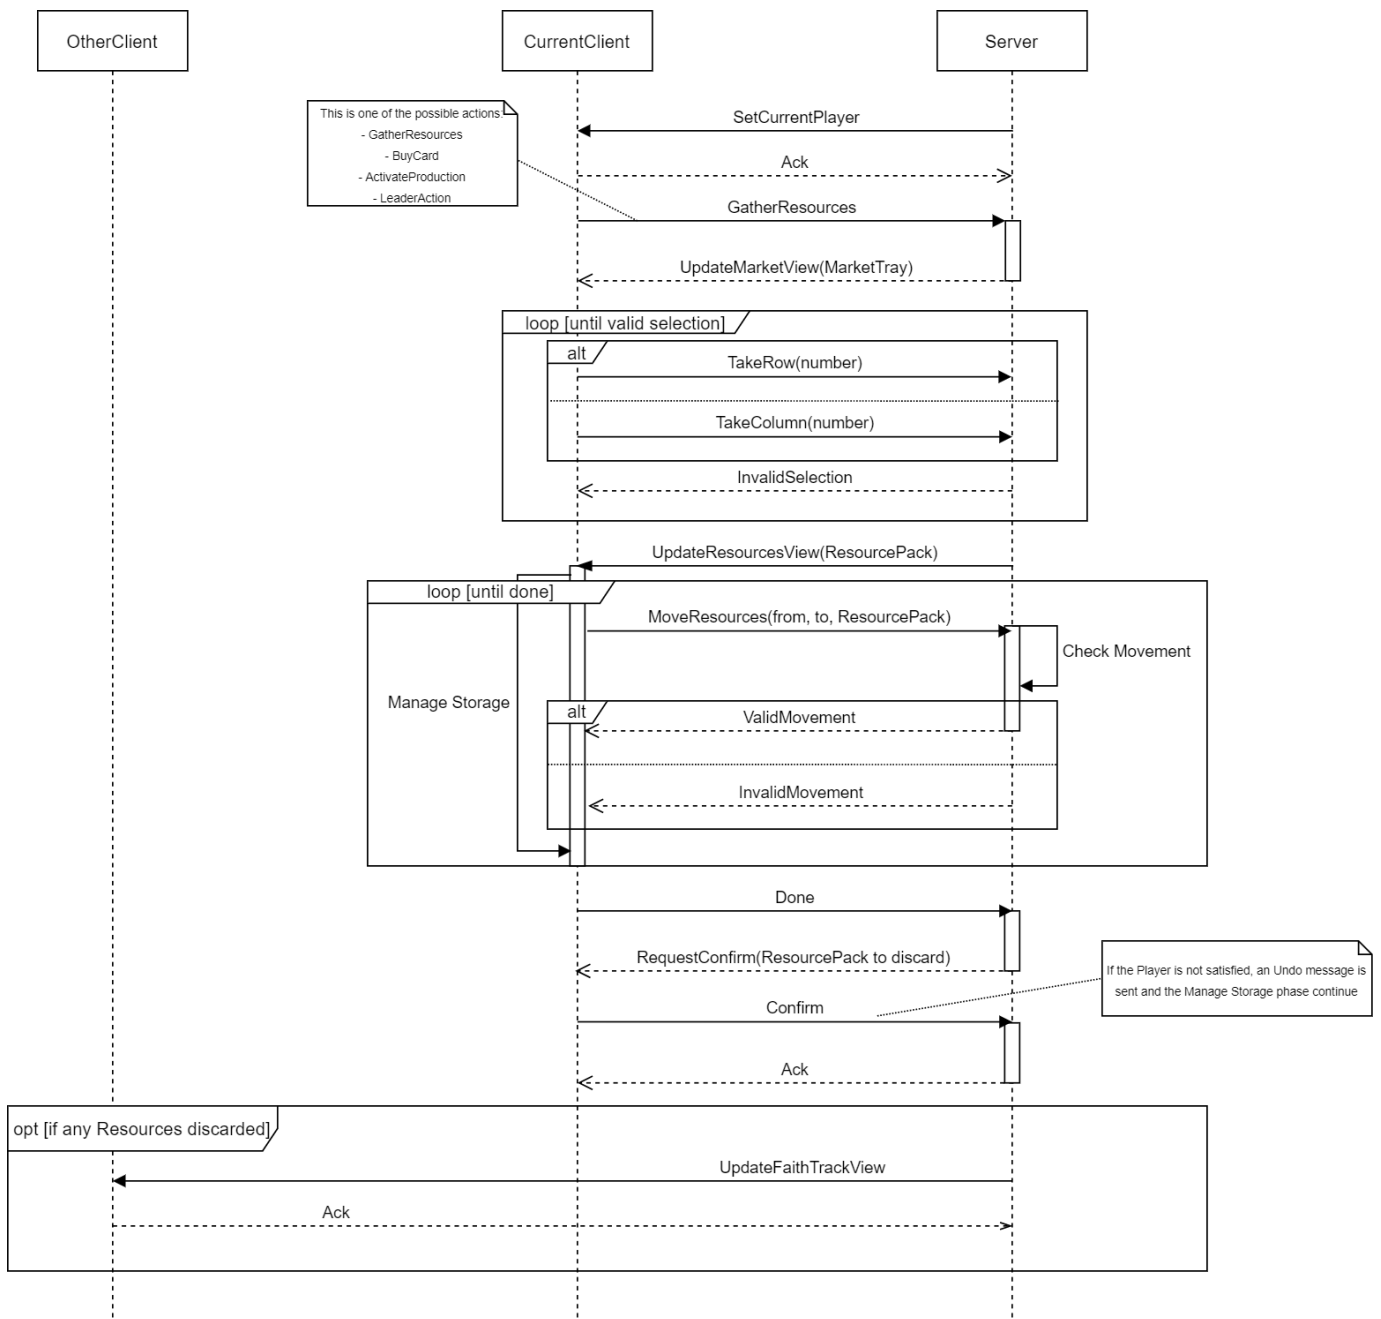 OtherClient
CurrentClient
Server
This is one of the possible actions:
- GatherResources
- BuyCard
- ActivateProduction
- LeaderAction
SetCurrentPlayer
Ack
GatherResources
UpdateMarketView(MarketTray)
loop [until valid selection]
alt
TakeRow(number)
TakeColumn(number)
InvalidSelection
UpdateResourcesView(ResourcePack)
loop [until done]
MoveResources(from, to, ResourcePack)
Check Movement
Manage Storage
alt
ValidMovement
InvalidMovement
Done
RequestConfirm(ResourcePack to discard)
If the Player is not satisfied, an Undo message is
sent and the Manage Storage phase continue
Confirm
Ack
opt [if any Resources discarded]
UpdateFaithTrackView
Ack